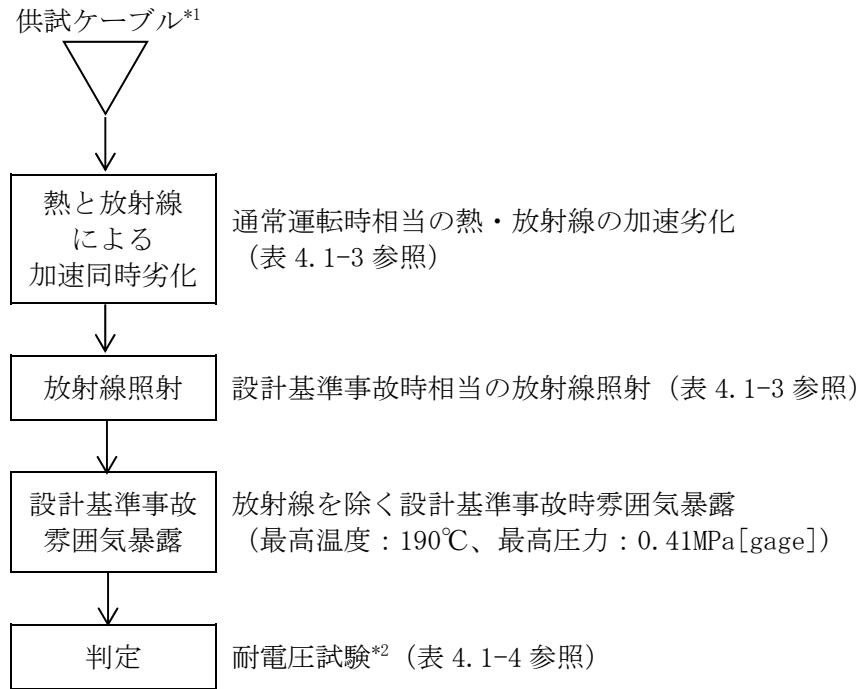 供試ケーブル*1
熱と放射線
による
加速同時劣化
通常運転時相当の熱・放射線の加速劣化
(表 4.1-3 参照)
放射線照射
設計基準事故時相当の放射線照射 (表 4.1-3 参照)
設計基準事故
雰囲気暴露
放射線を除く設計基準事故時雰囲気暴露
(最高温度：190℃、最高圧力：0.41MPa[gage])
判定
耐電圧試験*2 (表 4.1-4 参照)